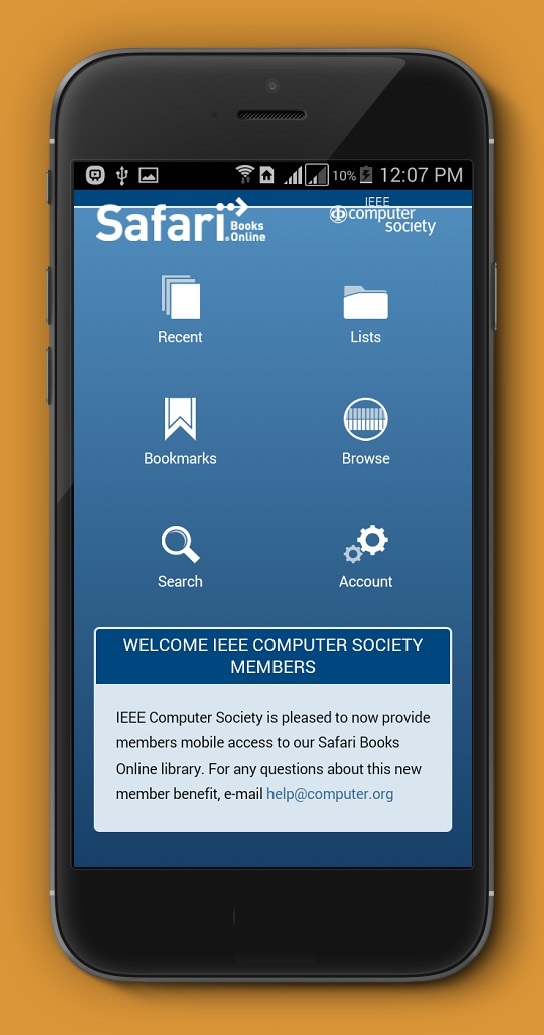 10% 12:07 PM
Safari Books Online
IEEE computer society
Recent
Lists
Bookmarks
Browse
Search
Account
WELCOME IEEE COMPUTER SOCIETY
MEMBERS
IEEE Computer Society is pleased to now provide
members mobile access to our Safari Books
Online library. For any questions about this new
member benefit, e-mail help@computer.org